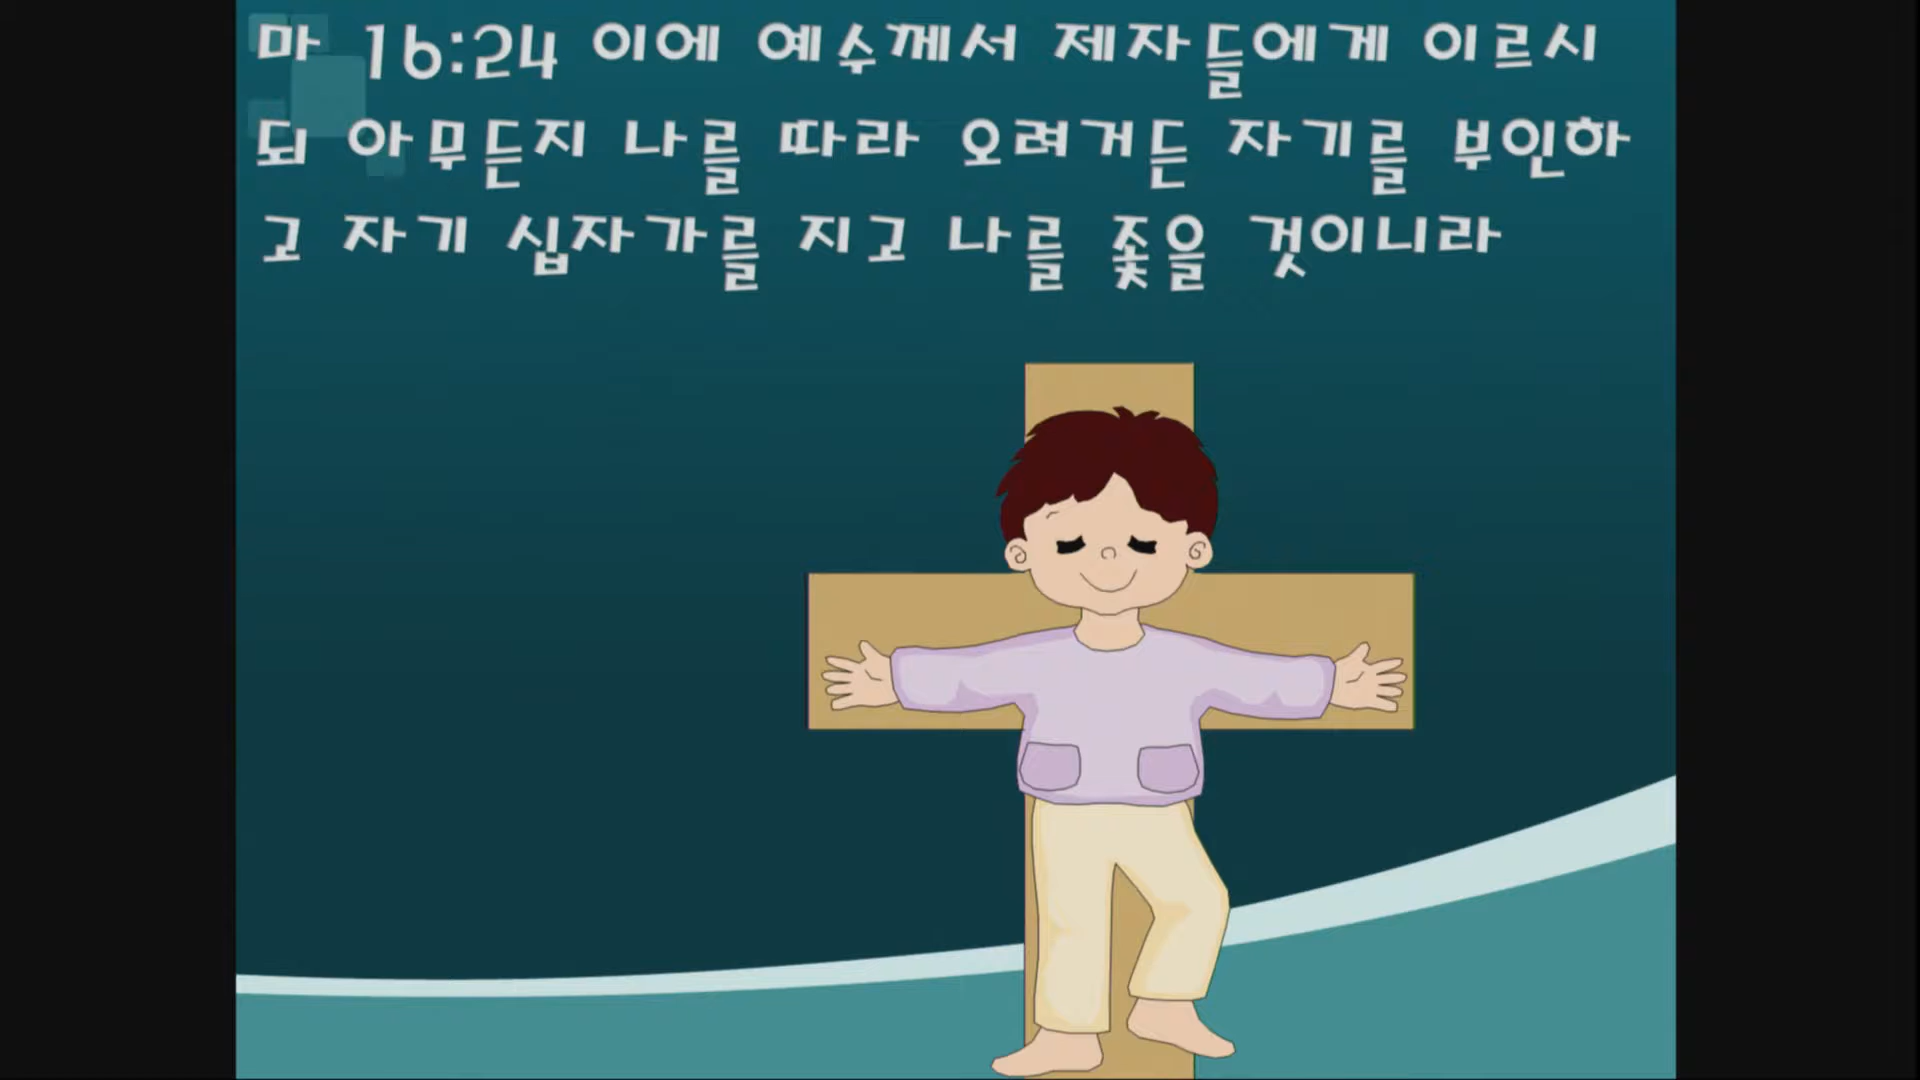 마 16:24 이에 예수께서 제자들에게 이르시
되 아무든지 나를 따라 오려거든 자기를 부인하
고 자기 십자가를 지고 나를 좇을 것이니라